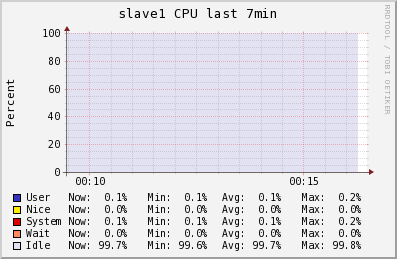 slave1 CPU last 7min
RRDTOOL / TOBI OETIKER
Percent
100
80
60
40
20
0
00:10 00:15
User Now: 0.1% Min: 0.1% Avg: 0.1% Max: 0.2%
Nice Now: 0.0% Min: 0.0% Avg: 0.0% Max: 0.0%
System Now: 0.1% Min: 0.1% Avg: 0.1% Max: 0.2%
Wait Now: 0.0% Min: 0.0% Avg: 0.0% Max: 0.0%
Idle Now: 99.7% Min: 99.6% Avg: 99.7% Max: 99.8%